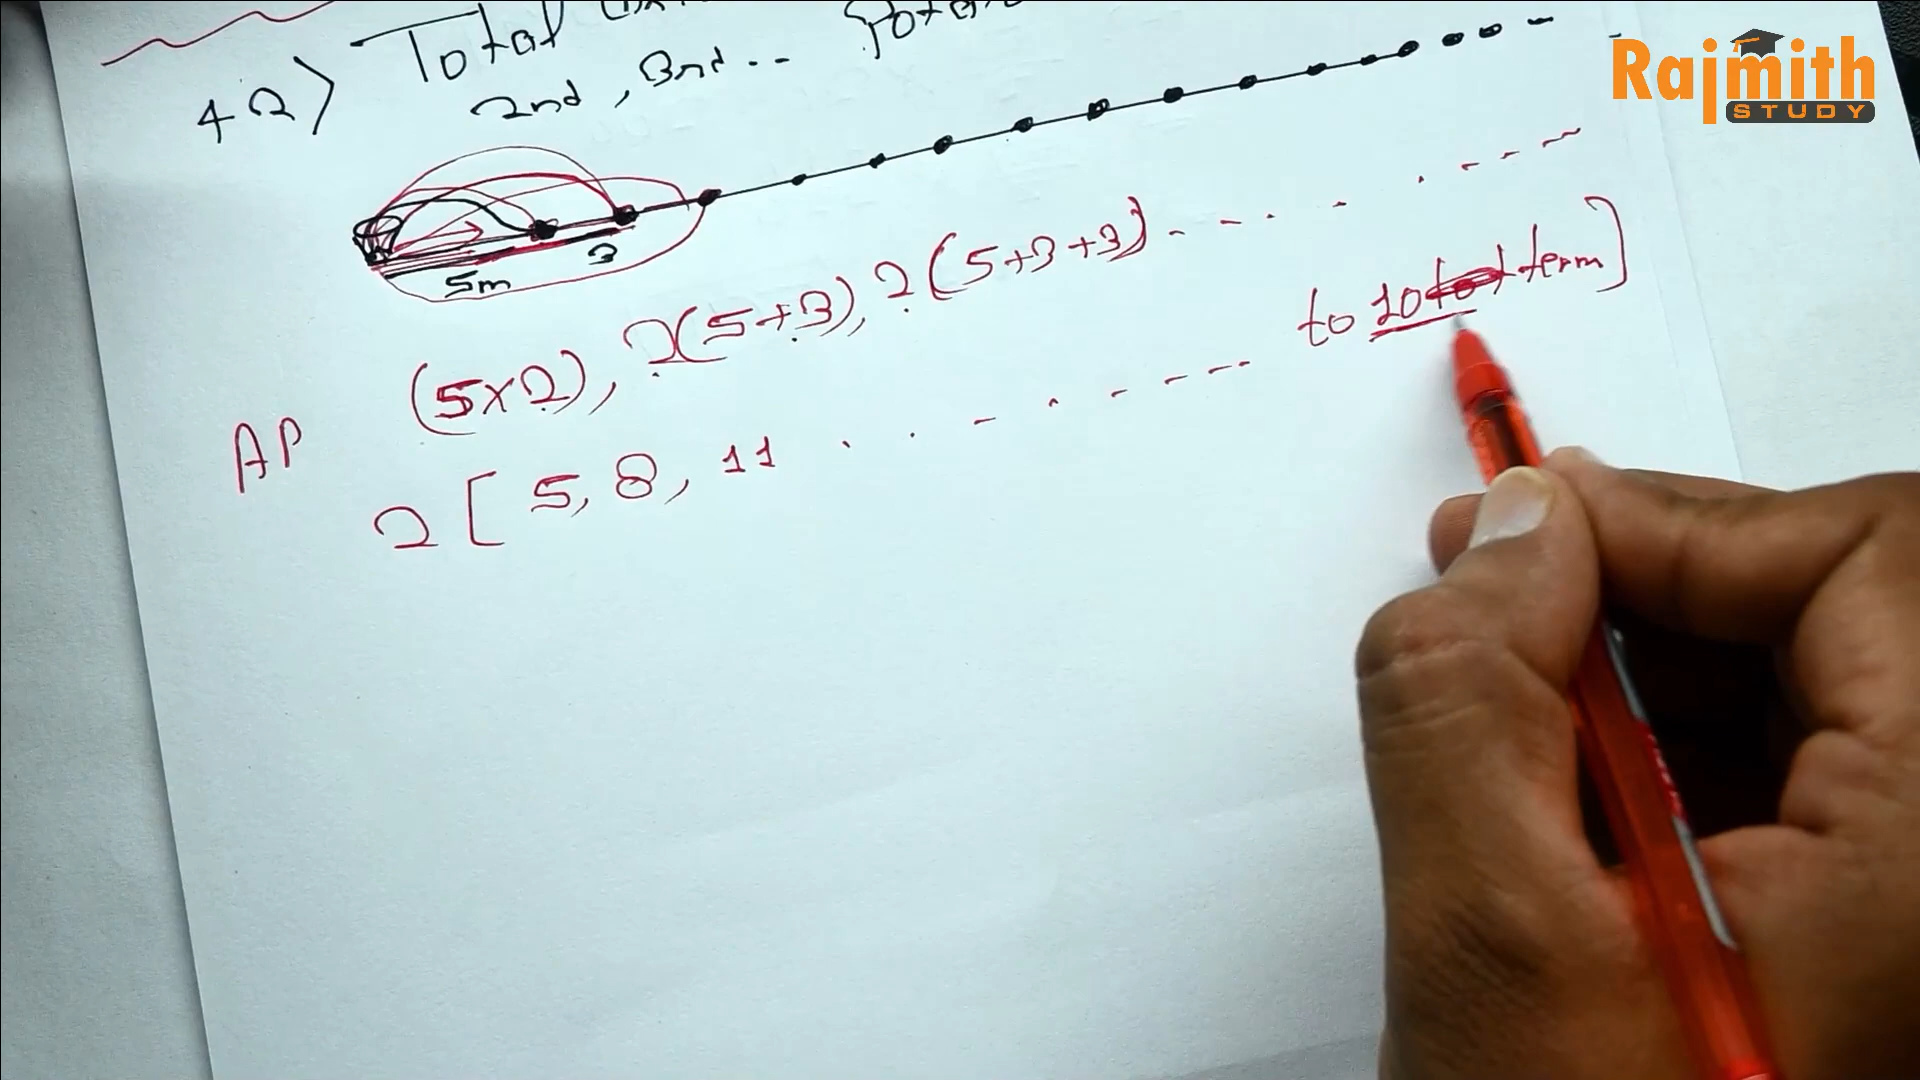 Total
4Q> 2nd, 3rd.. Potato
5m 3
(5×2), 2(5+3), 2(5+3+3)
AP
2[5, 8, 11 ------ to 10 term]
Rajmith
STUDY